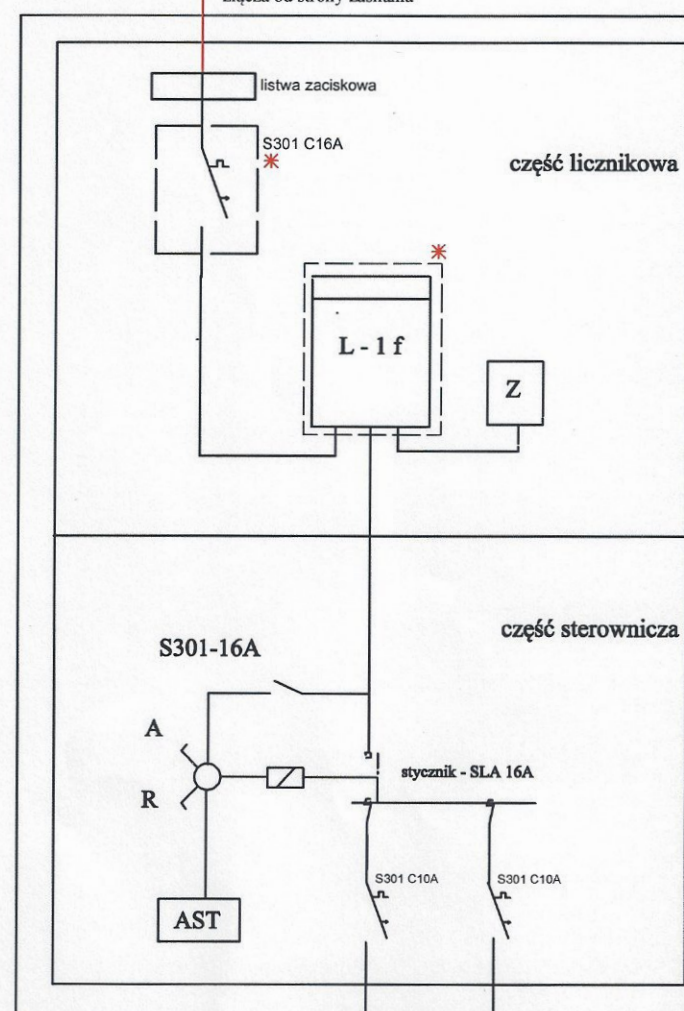 listwa zaciskowa
S301 C16A
część licznikowa
L - 1 f
Z
część sterownicza
S301-16A
A
R
stycznik - SLA 16A
S301 C10A
S301 C10A
AST